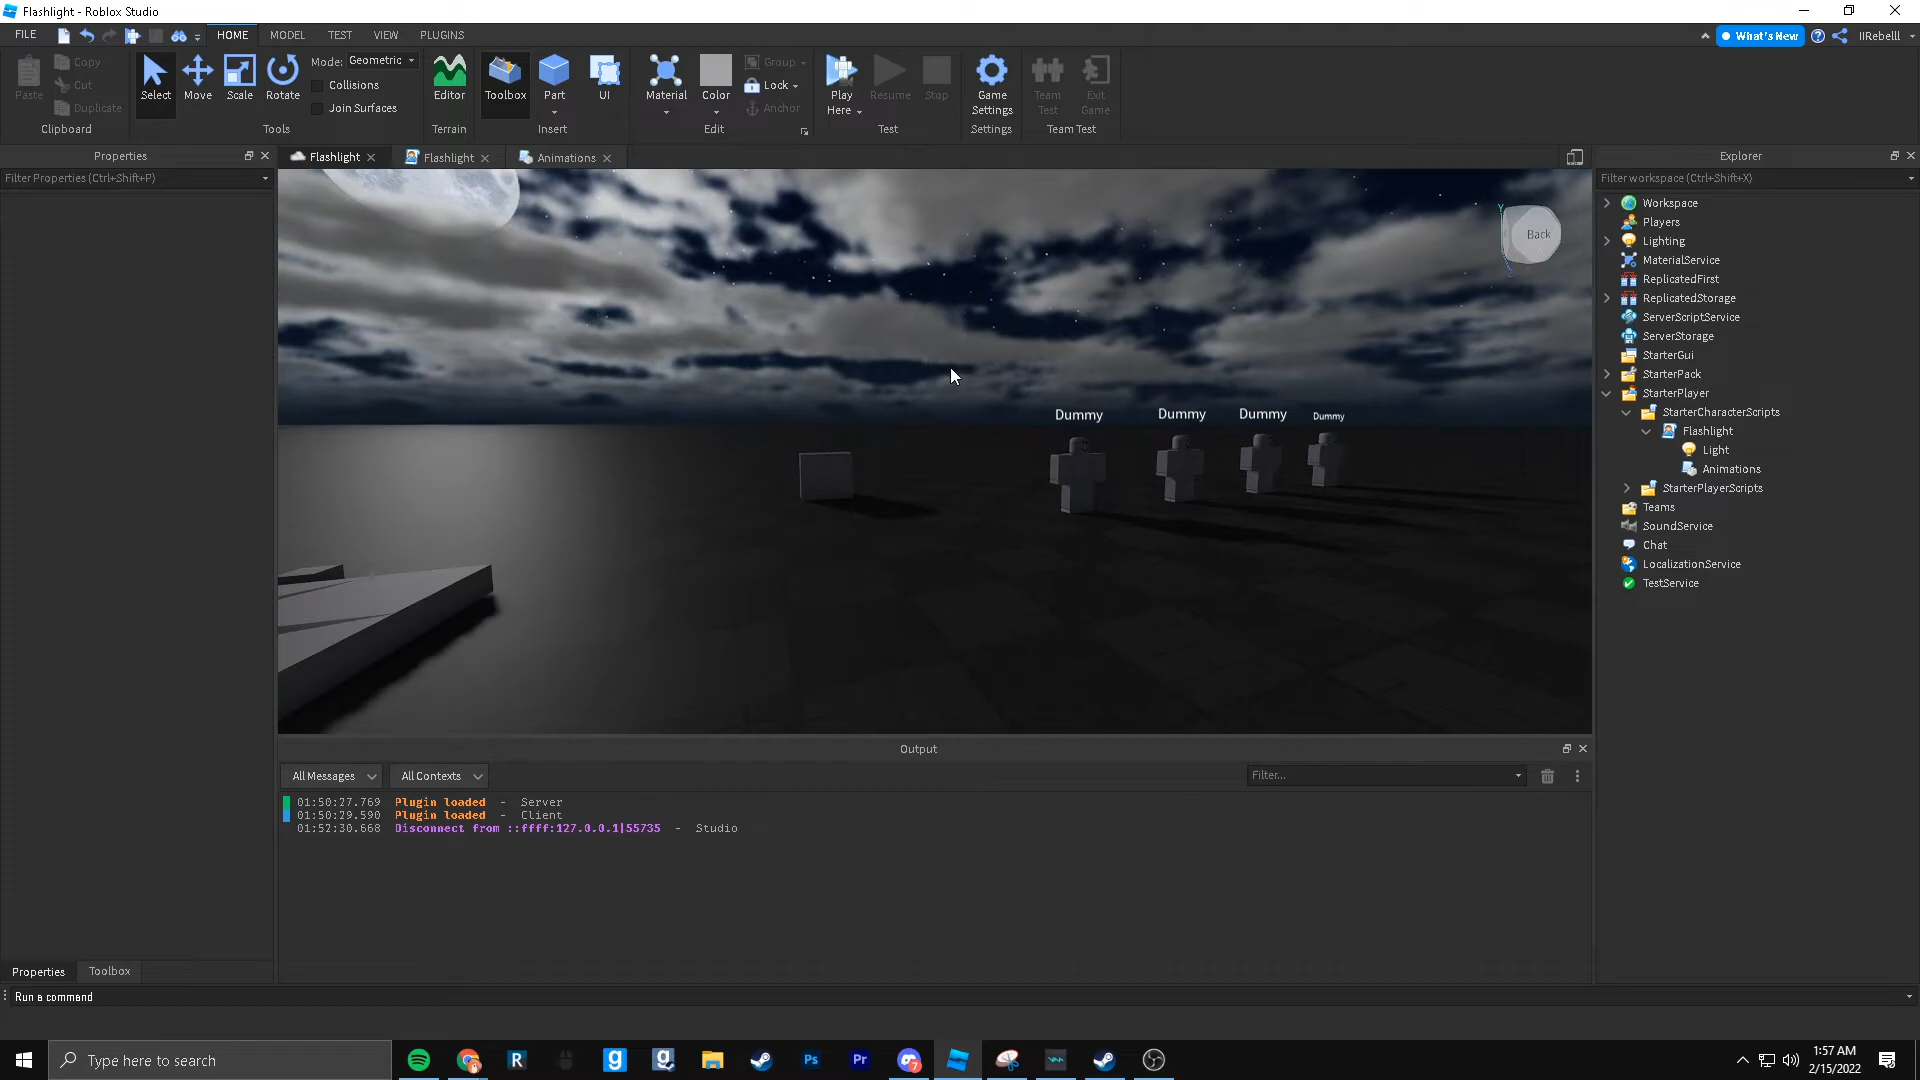 Flashlight - Roblox Studio
FILE HOME MODEL TEST VIEW PLUGINS What's New IIRebelll
Paste Copy Cut Duplicate Clipboard
Select Move Scale Rotate Mode: Geometric Collisions Join Surfaces Tools
Editor Terrain
Toolbox Part UI Insert
Material Color Group Lock Anchor Edit
Play Here Resume Stop Test
Game Settings Settings
Team Test Exit Game Team Test
Properties
Filter Properties (Ctrl+Shift+P)
Flashlight Flashlight Animations
Back
Y
Dummy Dummy Dummy Dummy
Explorer
Filter workspace (Ctrl+Shift+X)
Workspace
Players
Lighting
MaterialService
ReplicatedFirst
ReplicatedStorage
ServerScriptService
ServerStorage
StarterGui
StarterPack
StarterPlayer
StarterCharacterScripts
Flashlight
Light
Animations
StarterPlayerScripts
Teams
SoundService
Chat
LocalizationService
TestService
Output
All Messages All Contexts Filter...
01:50:27.769 Plugin loaded - Server
01:50:29.590 Plugin loaded - Client
01:52:30.668 Disconnect from ::ffff:127.0.0.1|55735 - Studio
Properties Toolbox
Run a command
Type here to search
R g g Ps Pr 7
1:57 AM
2/15/2022